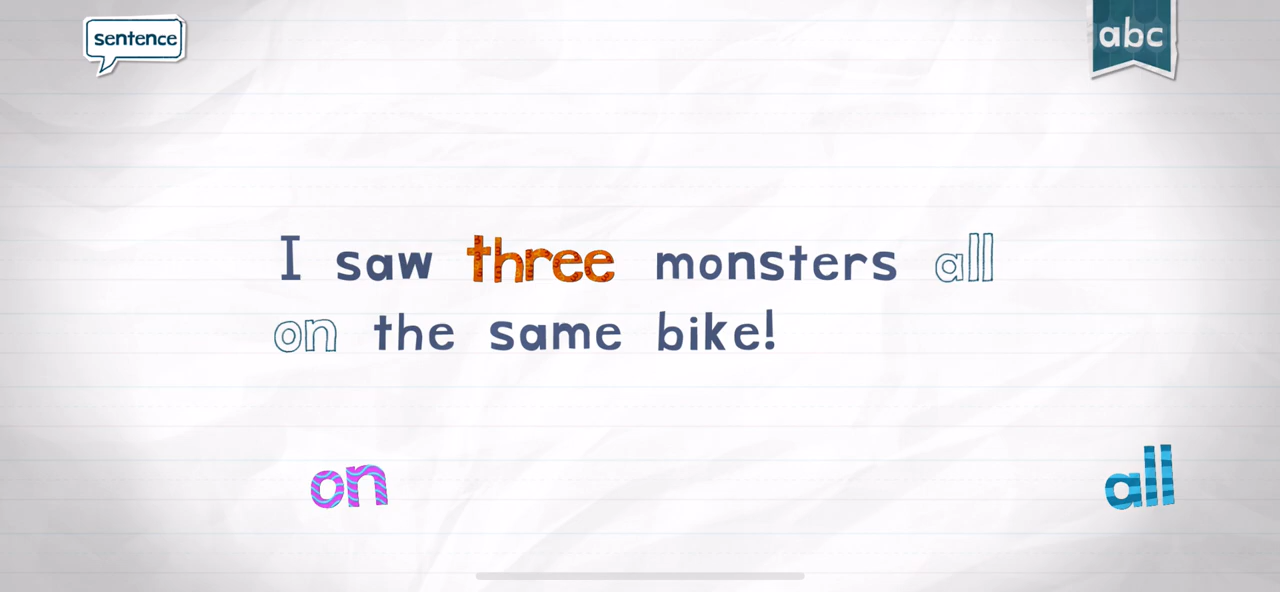 sentence
abc
I saw three monsters all
on the same bike!
on
all